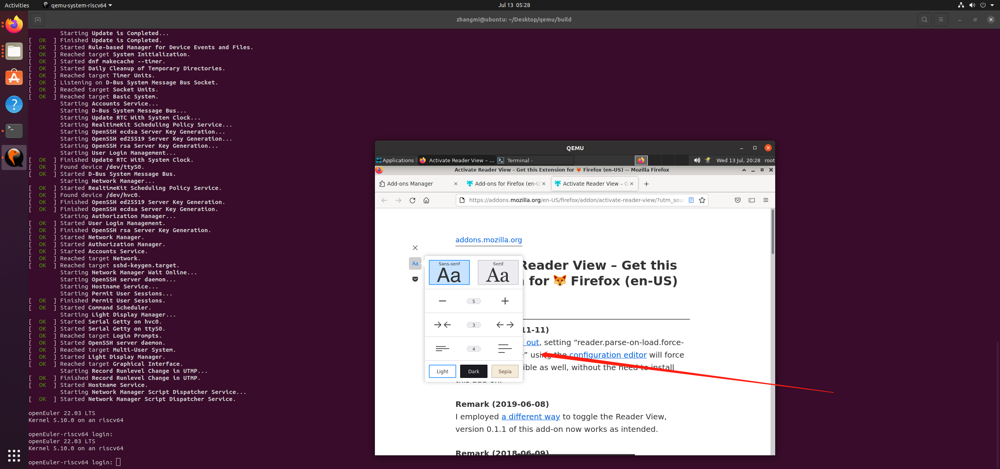 Activities
qemu-system-riscv64
Jul 13 05:28
zhangmi@ubuntu: ~/Desktop/qemu/build
Starting Update is Completed...
[ OK ] Finished Update is Completed.
[ OK ] Started Rule-based Manager for Device Events and Files.
[ OK ] Reached target System Initialization.
[ OK ] Started dnf makecache --timer.
[ OK ] Started Daily Cleanup of Temporary Directories.
[ OK ] Reached target Timer Units.
[ OK ] Listening on D-Bus System Message Bus Socket.
[ OK ] Reached target Socket Units.
[ OK ] Reached target Basic System.
Starting Accounts Service...
Starting D-Bus System Message Bus...
Starting Update RTC With System Clock...
Starting RealtimeKit Scheduling Policy Service...
Starting OpenSSH ecdsa Server Key Generation...
Starting OpenSSH ed25519 Server Key Generation...
Starting OpenSSH rsa Server Key Generation...
Starting User Login Management...
[ OK ] Finished Update RTC With System Clock.
[ OK ] Found device /dev/ttyS0.
[ OK ] Started D-Bus System Message Bus.
Starting Network Manager...
[ OK ] Started RealtimeKit Scheduling Policy Service.
[ OK ] Found device /dev/hvc0.
[ OK ] Finished OpenSSH ed25519 Server Key Generation.
[ OK ] Finished OpenSSH ecdsa Server Key Generation.
Starting Authorization Manager...
[ OK ] Started User Login Management.
[ OK ] Finished OpenSSH rsa Server Key Generation.
[ OK ] Started Network Manager.
[ OK ] Started Authorization Manager.
[ OK ] Started Accounts Service.
[ OK ] Reached target Network.
[ OK ] Reached target sshd-keygen.target.
Starting Network Manager Wait Online...
Starting OpenSSH server daemon...
Starting Hostname Service...
Starting Permit User Sessions...
[ OK ] Finished Permit User Sessions.
[ OK ] Started Command Scheduler.
Starting Light Display Manager...
[ OK ] Started Serial Getty on hvc0.
[ OK ] Started Serial Getty on ttyS0.
[ OK ] Reached target Login Prompts.
[ OK ] Started OpenSSH server daemon.
[ OK ] Reached target Multi-User System.
[ OK ] Started Light Display Manager.
[ OK ] Reached target Graphical Interface.
Starting Record Runlevel Change in UTMP...
[ OK ] Finished Record Runlevel Change in UTMP.
[ OK ] Started Hostname Service.
Starting Network Manager Script Dispatcher Service...
[ OK ] Started Network Manager Script Dispatcher Service.
openEuler 22.03 LTS
Kernel 5.10.0 on an riscv64
openEuler-riscv64 login:
openEuler 22.03 LTS
Kernel 5.10.0 on an riscv64
openEuler-riscv64 login:
QEMU
Applications
Activate Reader View – ...
Terminal -
Wed 13 Jul, 20:28
root
Activate Reader View – Get this Extension for 🦊 Firefox (en-US) — Mozilla Firefox
Add-ons Manager
Add-ons for Firefox (en-U
Activate Reader View – G
https://addons.mozilla.org/en-US/firefox/addon/activate-reader-view/?utm_sour
addons.mozilla.org
Reader View – Get this
for 🦊 Firefox (en-US)
Aa
Sans-serif
Aa
Serif
Aa
5
3
4
Light
Dark
Sepia
11-11)
out, setting “reader.parse-on-load.force-
” using the configuration editor will force
ible as well, without the need to install
this add-on.
Remark (2019-06-08)
I employed a different way to toggle the Reader View,
version 0.1.1 of this add-on now works as intended.
Remark (2018-06-09)